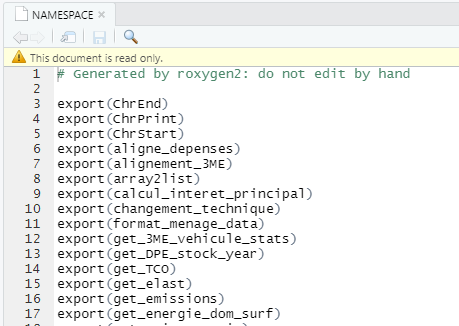 NAMESPACE
This document is read only.
1 # Generated by roxygen2: do not edit by hand
2
3 export(ChrEnd)
4 export(ChrPrint)
5 export(ChrStart)
6 export(aligne_depenses)
7 export(alignement_3ME)
8 export(array2list)
9 export(calcul_interet_principal)
10 export(changement_technique)
11 export(format_menage_data)
12 export(get_3ME_vehicule_stats)
13 export(get_DPE_stock_year)
14 export(get_TCO)
15 export(get_elast)
16 export(get_emissions)
17 export(get_energie_dom_surf)